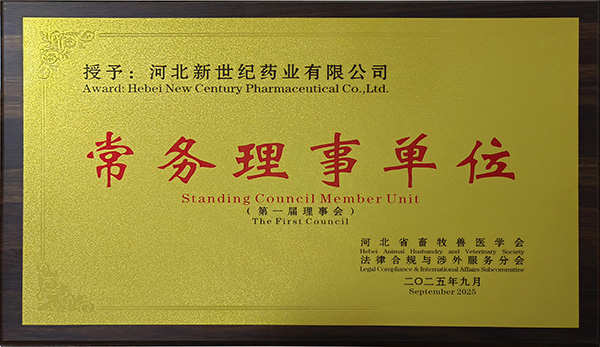 授予：河北新世纪药业有限公司
Award: Hebei New Century Pharmaceutical Co.,Ltd.
常务理事单位
Standing Council Member Unit
（第一届理事会）
The First Council
河北省畜牧兽医学会
Hebei Animal Husbandry and Veterinary Society
法律合规与涉外服务分会
Legal Compliance & International Affairs Subcommittee
二〇二五年九月
September 2025